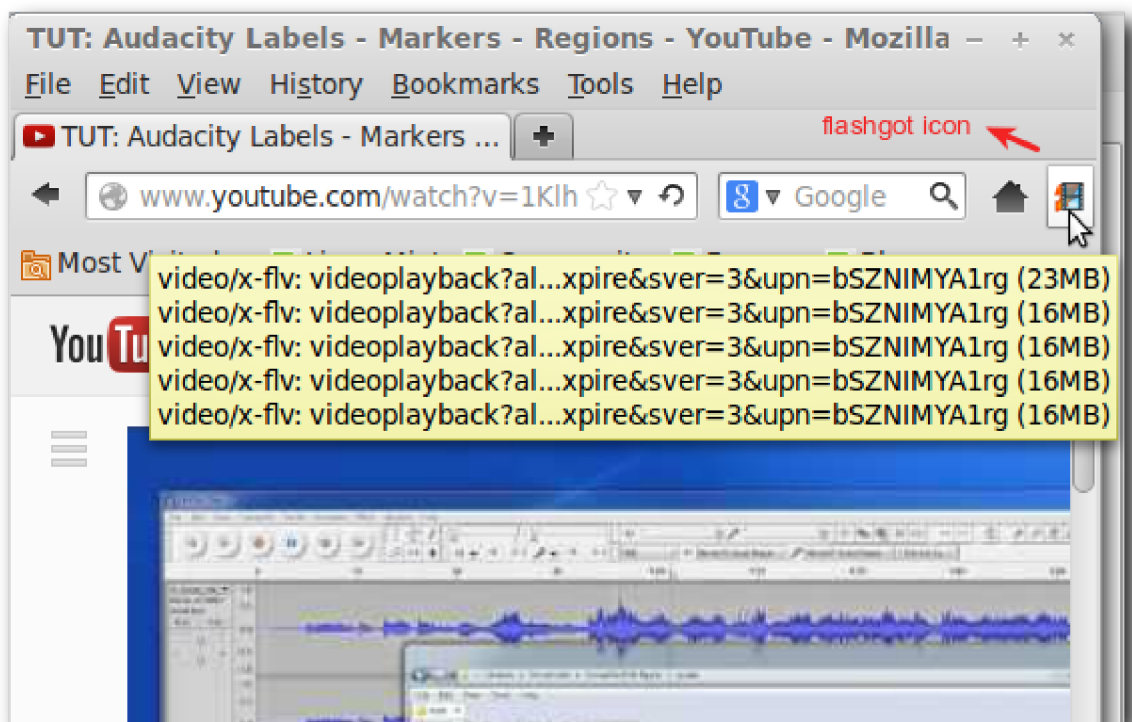 TUT: Audacity Labels - Markers - Regions - YouTube - Mozilla
File Edit View History Bookmarks Tools Help
TUT: Audacity Labels - Markers ...
flashgot icon
www.youtube.com/watch?v=1Klh
8 Google
Most V
video/x-flv: videoplayback?al...xpire&sver=3&upn=bSZNIMYA1rg (23MB)
video/x-flv: videoplayback?al...xpire&sver=3&upn=bSZNIMYA1rg (16MB)
video/x-flv: videoplayback?al...xpire&sver=3&upn=bSZNIMYA1rg (16MB)
video/x-flv: videoplayback?al...xpire&sver=3&upn=bSZNIMYA1rg (16MB)
video/x-flv: videoplayback?al...xpire&sver=3&upn=bSZNIMYA1rg (16MB)
You Tu